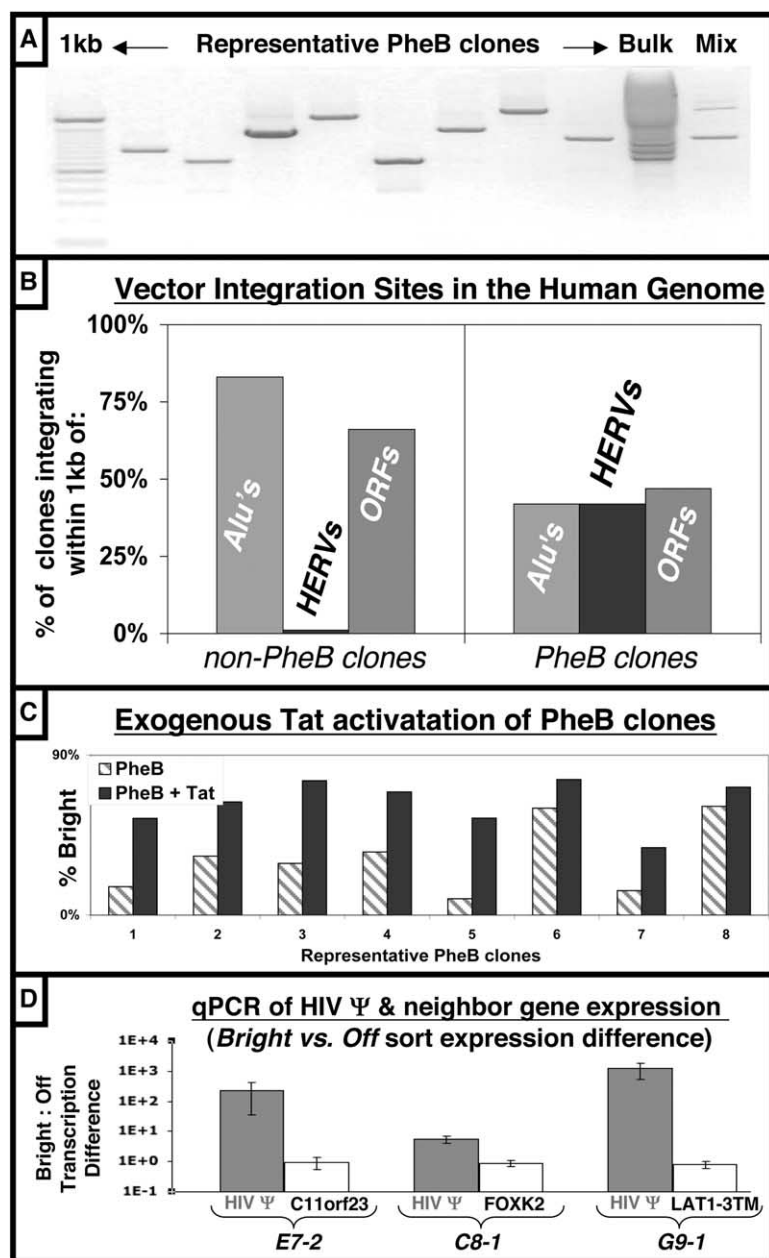 A
1kb ← Representative PheB clones → Bulk Mix
B
Vector Integration Sites in the Human Genome
% of clones integrating
within 1kb of:
100%
75%
50%
25%
0%
Alu's
HERVs
ORFs
Alu's
HERVs
ORFs
non-PheB clones
PheB clones
C
Exogenous Tat activatation of PheB clones
% Bright
90%
0%
PheB
PheB + Tat
1 2 3 4 5 6 7 8
Representative PheB clones
D
qPCR of HIV Ψ & neighbor gene expression
(Bright vs. Off sort expression difference)
Bright : Off
Transcription
Difference
1E+4
1E+3
1E+2
1E+1
1E+0
1E-1
HIV Ψ C11orf23 HIV Ψ FOXK2 HIV Ψ LAT1-3TM
E7-2 C8-1 G9-1